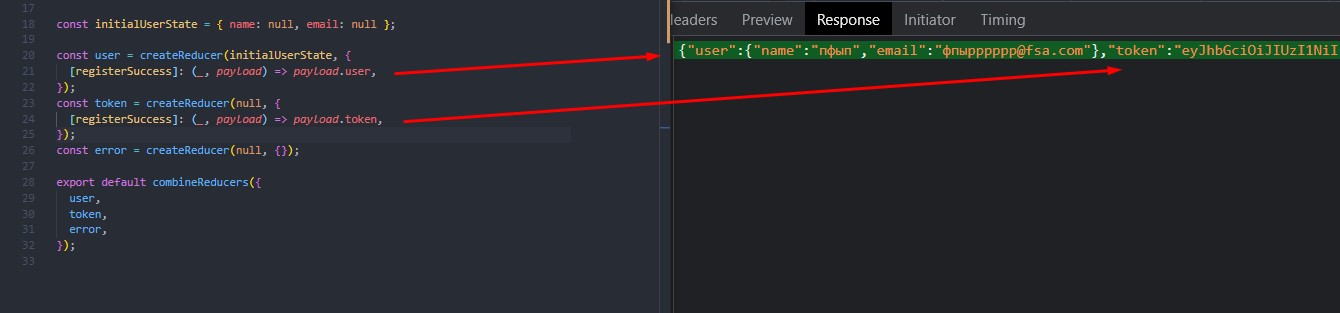 17
18 const initialUserState = { name: null, email: null };
19
20 const user = createReducer(initialUserState, {
21 [registerSuccess]: (_, payload) => payload.user,
22 });
23 const token = createReducer(null, {
24 [registerSuccess]: (_, payload) => payload.token,
25 });
26 const error = createReducer(null, {});
27
28 export default combineReducers({
29 user,
30 token,
31 error,
32 });
33
eaders Preview Response Initiator Timing
{"user":{"name":"пфып","email":"фпырррррр@fsa.com"},"token":"eyJhbGciOiJIUzI1NiI